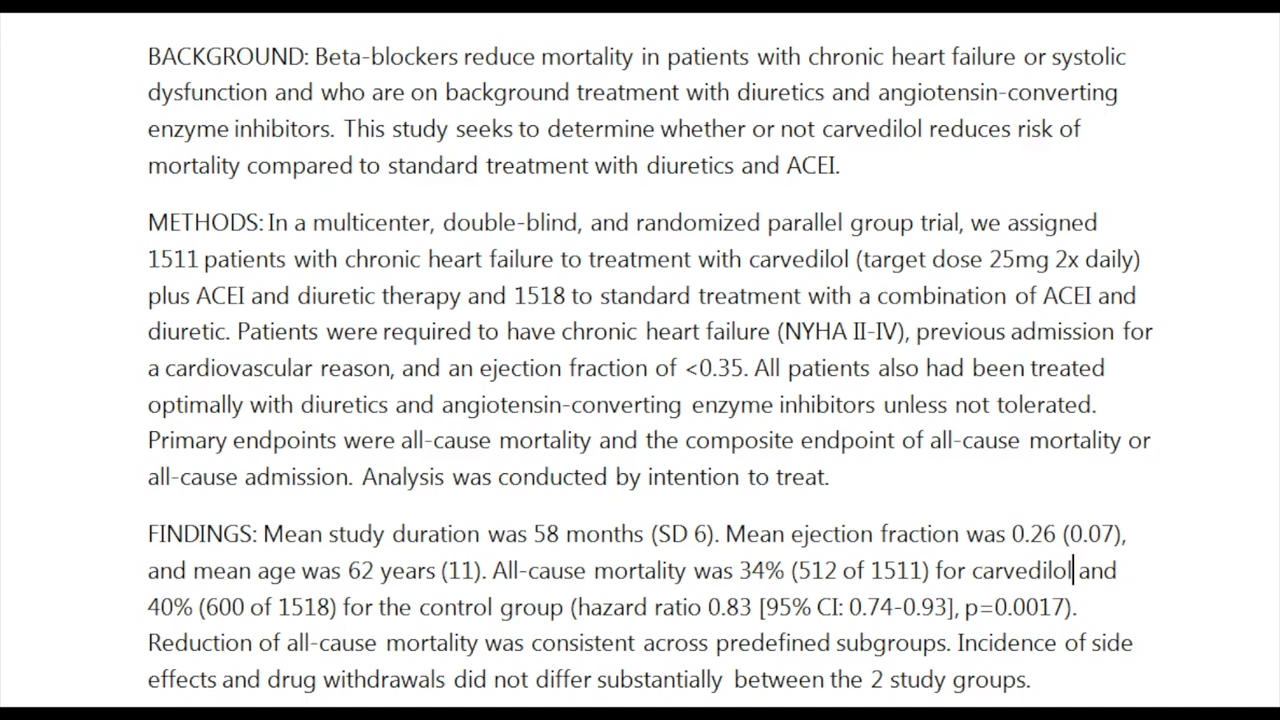 BACKGROUND: Beta-blockers reduce mortality in patients with chronic heart failure or systolic
dysfunction and who are on background treatment with diuretics and angiotensin-converting
enzyme inhibitors. This study seeks to determine whether or not carvedilol reduces risk of
mortality compared to standard treatment with diuretics and ACEI.
METHODS: In a multicenter, double-blind, and randomized parallel group trial, we assigned
1511 patients with chronic heart failure to treatment with carvedilol (target dose 25mg 2x daily)
plus ACEI and diuretic therapy and 1518 to standard treatment with a combination of ACEI and
diuretic. Patients were required to have chronic heart failure (NYHA II-IV), previous admission for
a cardiovascular reason, and an ejection fraction of <0.35. All patients also had been treated
optimally with diuretics and angiotensin-converting enzyme inhibitors unless not tolerated.
Primary endpoints were all-cause mortality and the composite endpoint of all-cause mortality or
all-cause admission. Analysis was conducted by intention to treat.
FINDINGS: Mean study duration was 58 months (SD 6). Mean ejection fraction was 0.26 (0.07),
and mean age was 62 years (11). All-cause mortality was 34% (512 of 1511) for carvedilol and
40% (600 of 1518) for the control group (hazard ratio 0.83 [95% CI: 0.74-0.93], p=0.0017).
Reduction of all-cause mortality was consistent across predefined subgroups. Incidence of side
effects and drug withdrawals did not differ substantially between the 2 study groups.